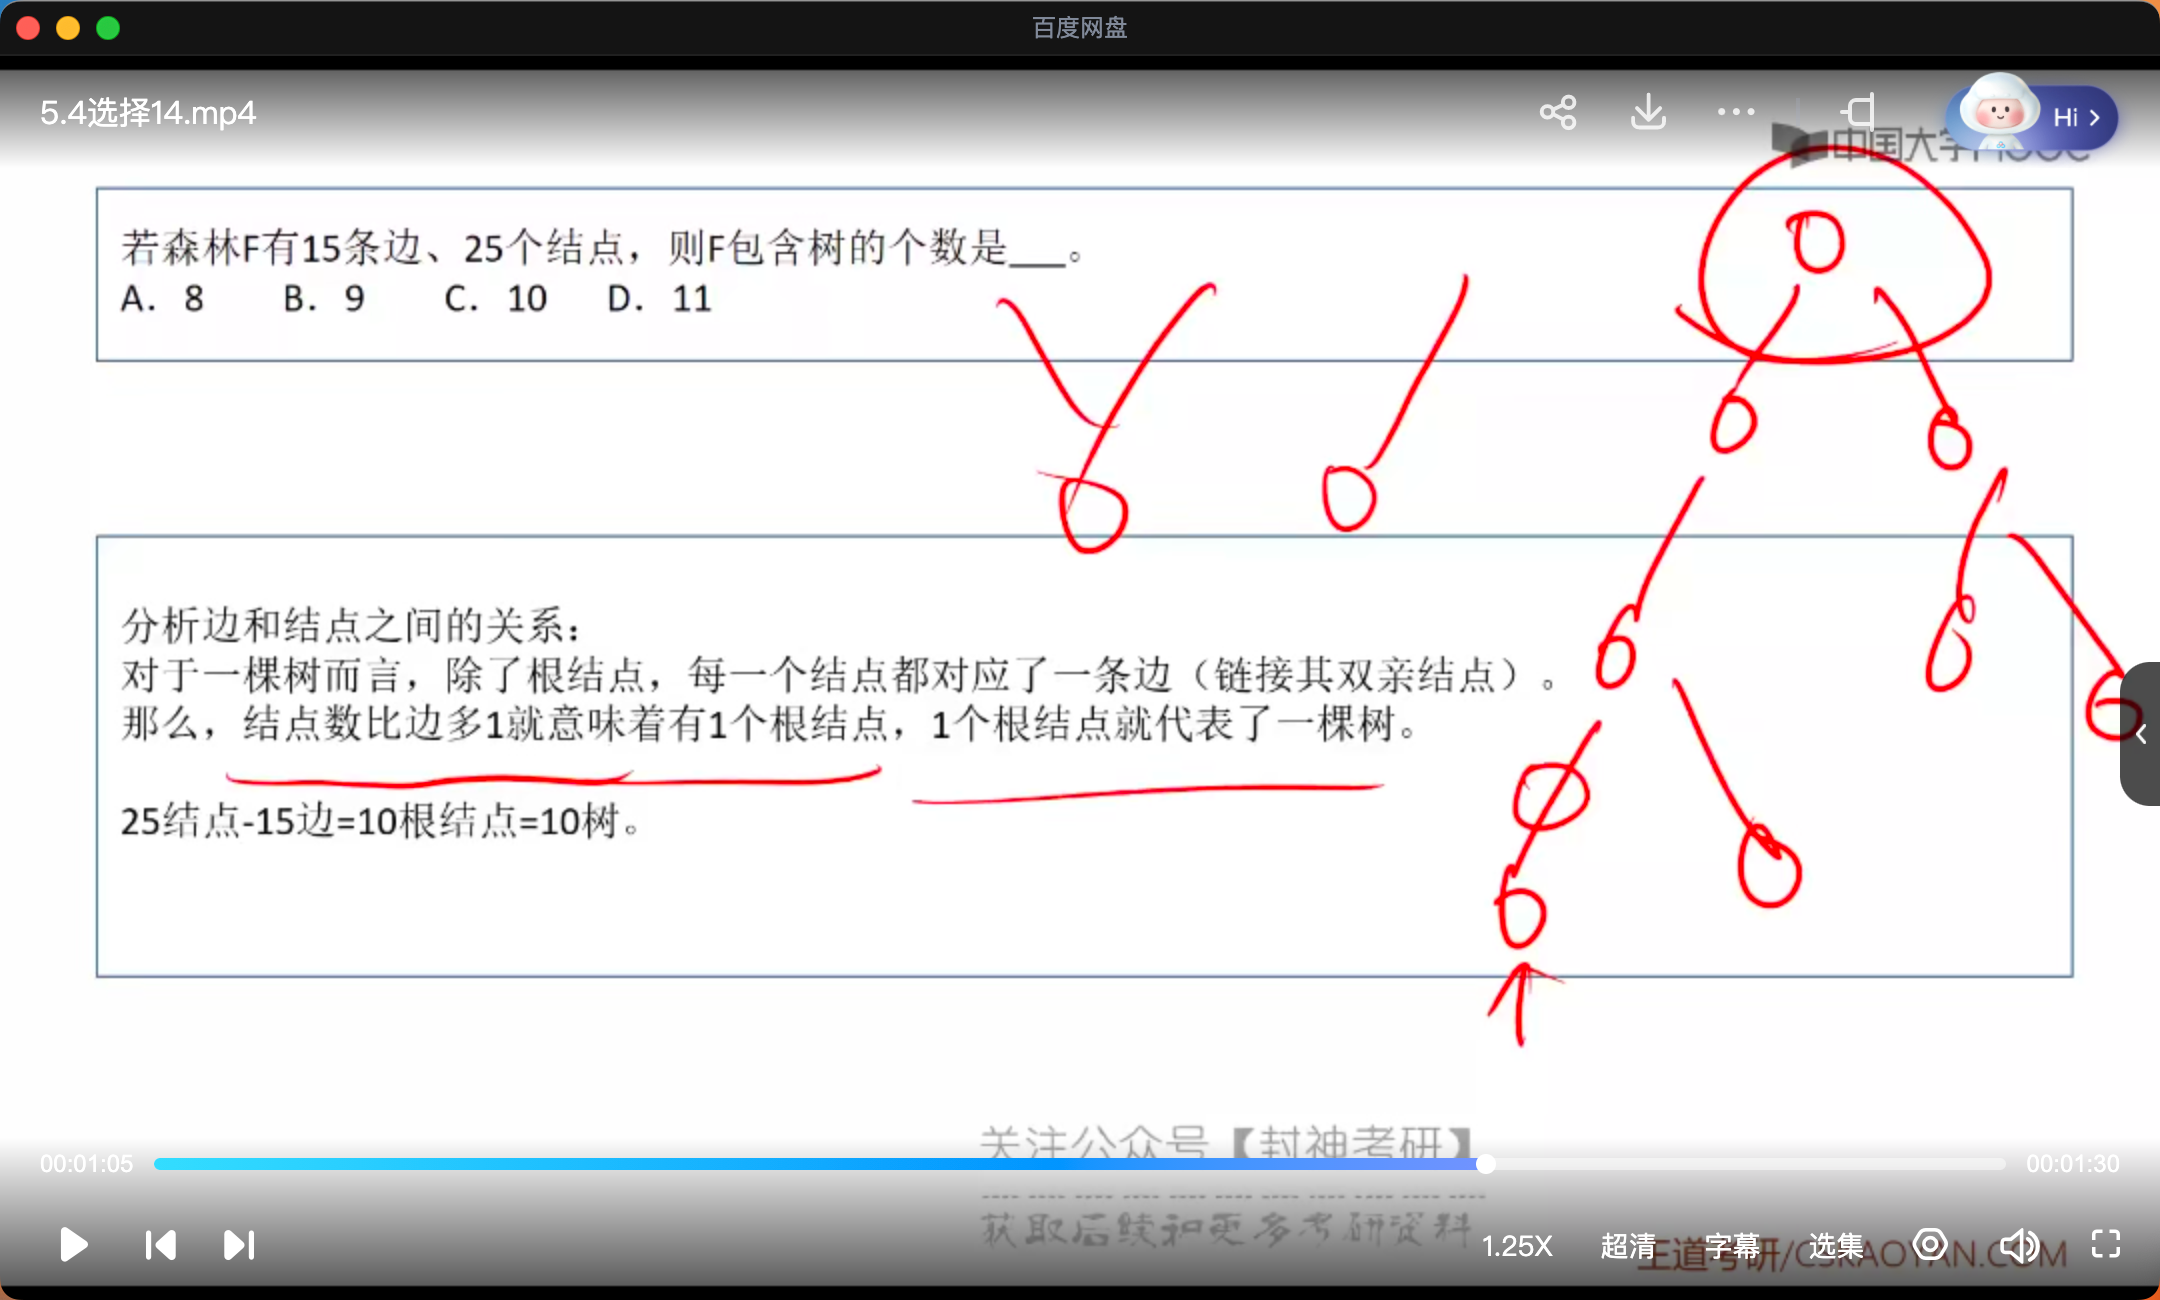 百度网盘
5.4选择14.mp4
Hi
中国大学MOOC
若森林F有15条边、25个结点，则F包含树的个数是___。
A. 8 B. 9 C. 10 D. 11
分析边和结点之间的关系：
对于一棵树而言，除了根结点，每一个结点都对应了一条边（链接其双亲结点）。
那么，结点数比边多1就意味着有1个根结点，1个根结点就代表了一棵树。
25结点-15边=10根结点=10树。
关注公众号【封神考研】
00:01:05
00:01:30
获取后续和更多考研资料
1.25X 超清 字幕 选集
王道考研/CSKAOYAN.COM